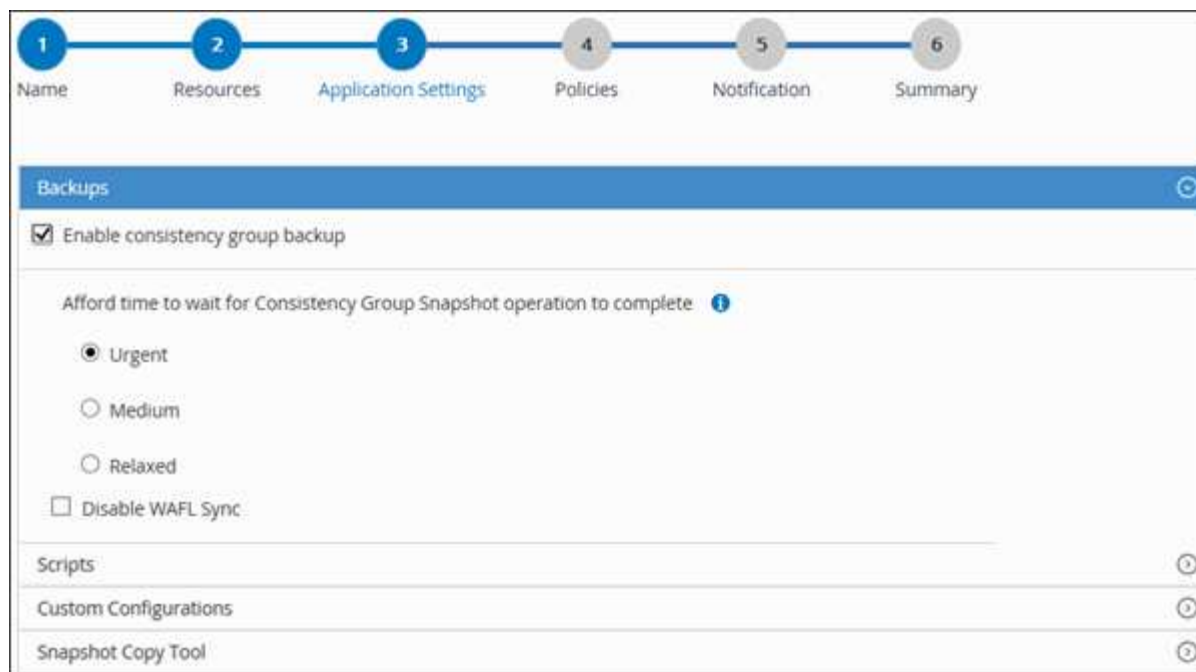 1 2 3 4 5 6
Name Resources Application Settings Policies Notification Summary
Backups
Enable consistency group backup
Afford time to wait for Consistency Group Snapshot operation to complete i
Urgent
Medium
Relaxed
Disable WAFL Sync
Scripts
Custom Configurations
Snapshot Copy Tool